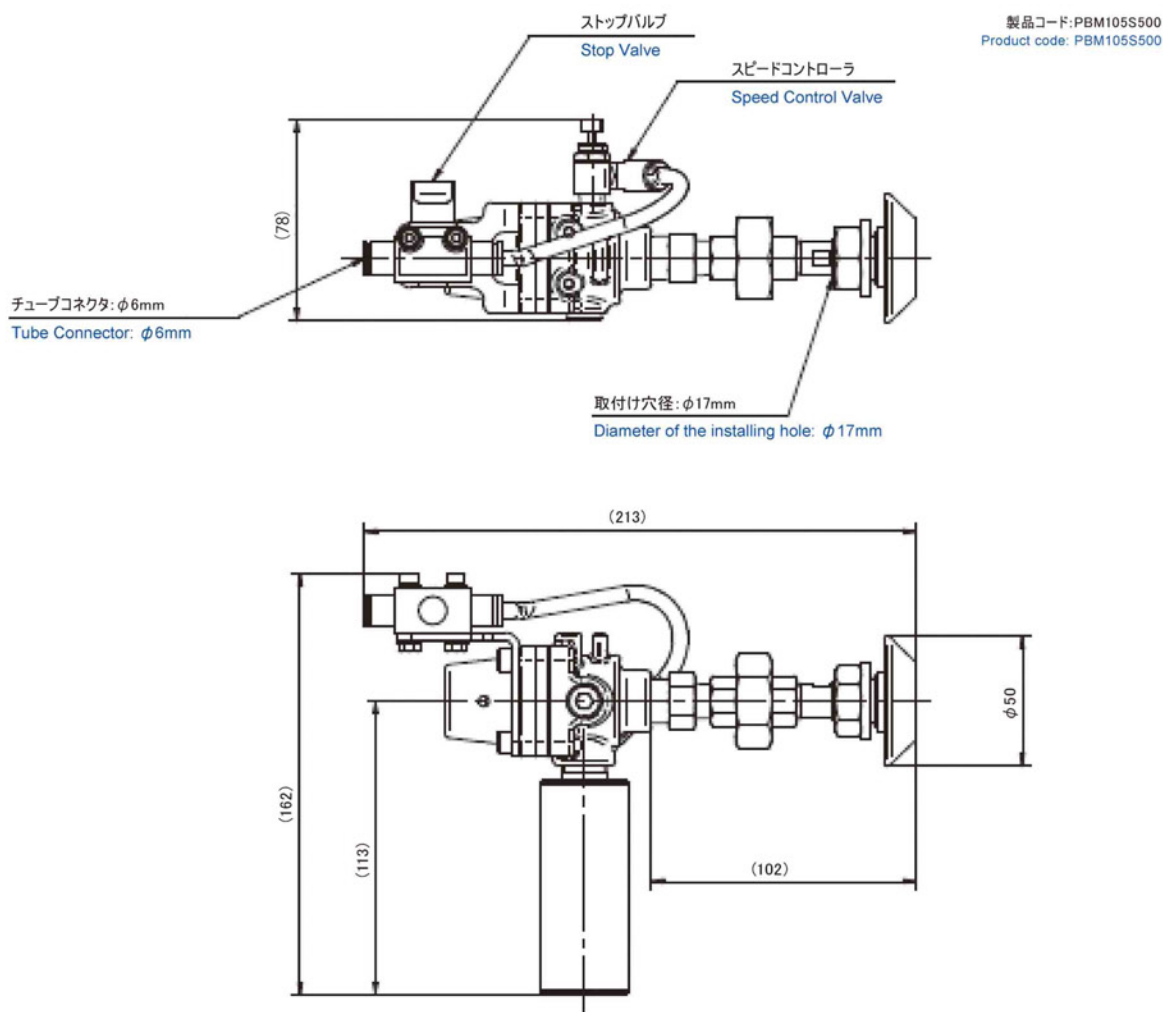 ストップバルブ
Stop Valve
製品コード:PBM105S500
Product code: PBM105S500
スピードコントローラ
Speed Control Valve
(78)
チューブコネクタ:φ6mm
Tube Connector: φ6mm
取付け穴径:φ17mm
Diameter of the installing hole: φ17mm
(213)
(162)
(113)
(102)
φ50